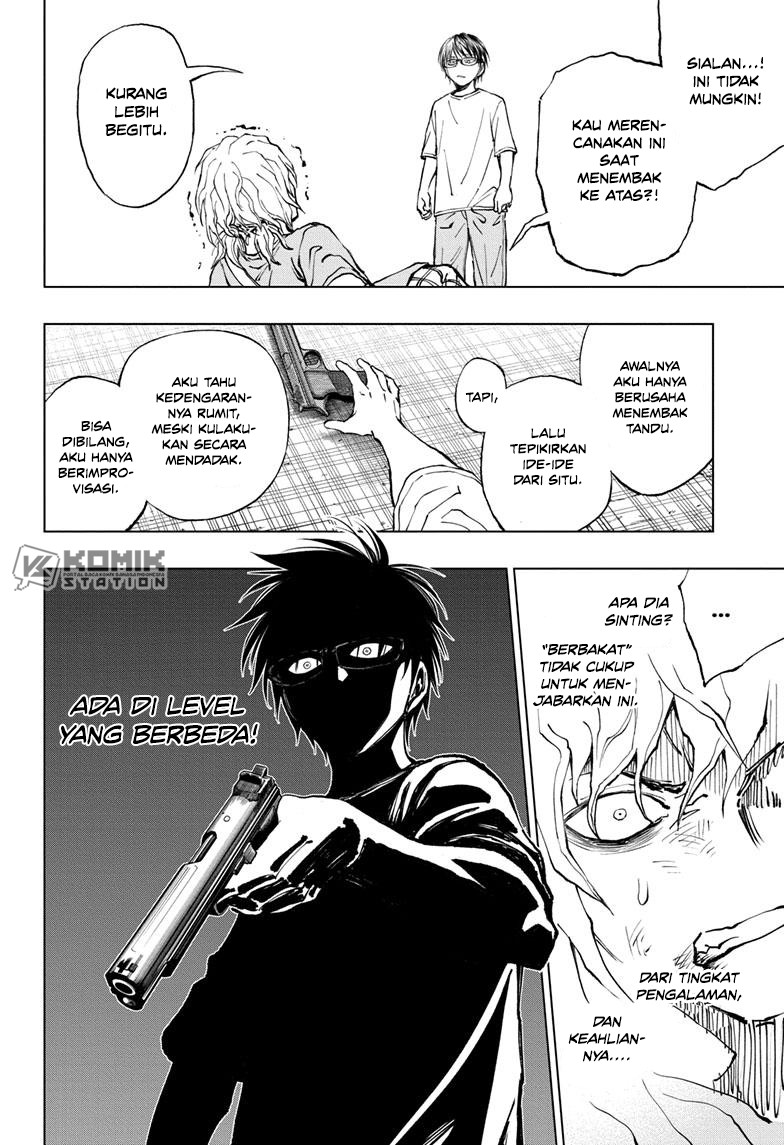 SIALAN...!
INI TIDAK
MUNGKIN!
KAU MEREN-
CANAKAN INI
SAAT
MENEMBAK
KE ATAS?!
KURANG
LEBIH
BEGITU.
AWALNYA
AKU HANYA
BERUSAHA
MENEMBAK
TANDU.
LALU
TEPIKIRKAN
IDE-IDE
DARI SITU.
TAPI,
AKU TAHU
KEDENGARAN-
NYA RUMIT,
MESKI KULAKU-
KAN SECARA
MENDADAK.
BISA
DIBILANG,
AKU HANYA
BERIMPRO-
VISASI.
KOMIK
STATION
...
APA DIA
SINTING?
"BERBAKAT"
TIDAK CUKUP
UNTUK MEN-
JABARKAN INI.
DARI TINGKAT
PENGALAMAN,
DAN
KEAHLIAN-
NYA....
ADA DI LEVEL
YANG BERBEDA!